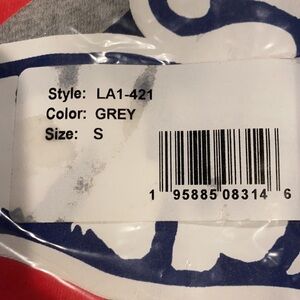 Style: LA1-421
Color: GREY
Size: S
1 95885 08314 6